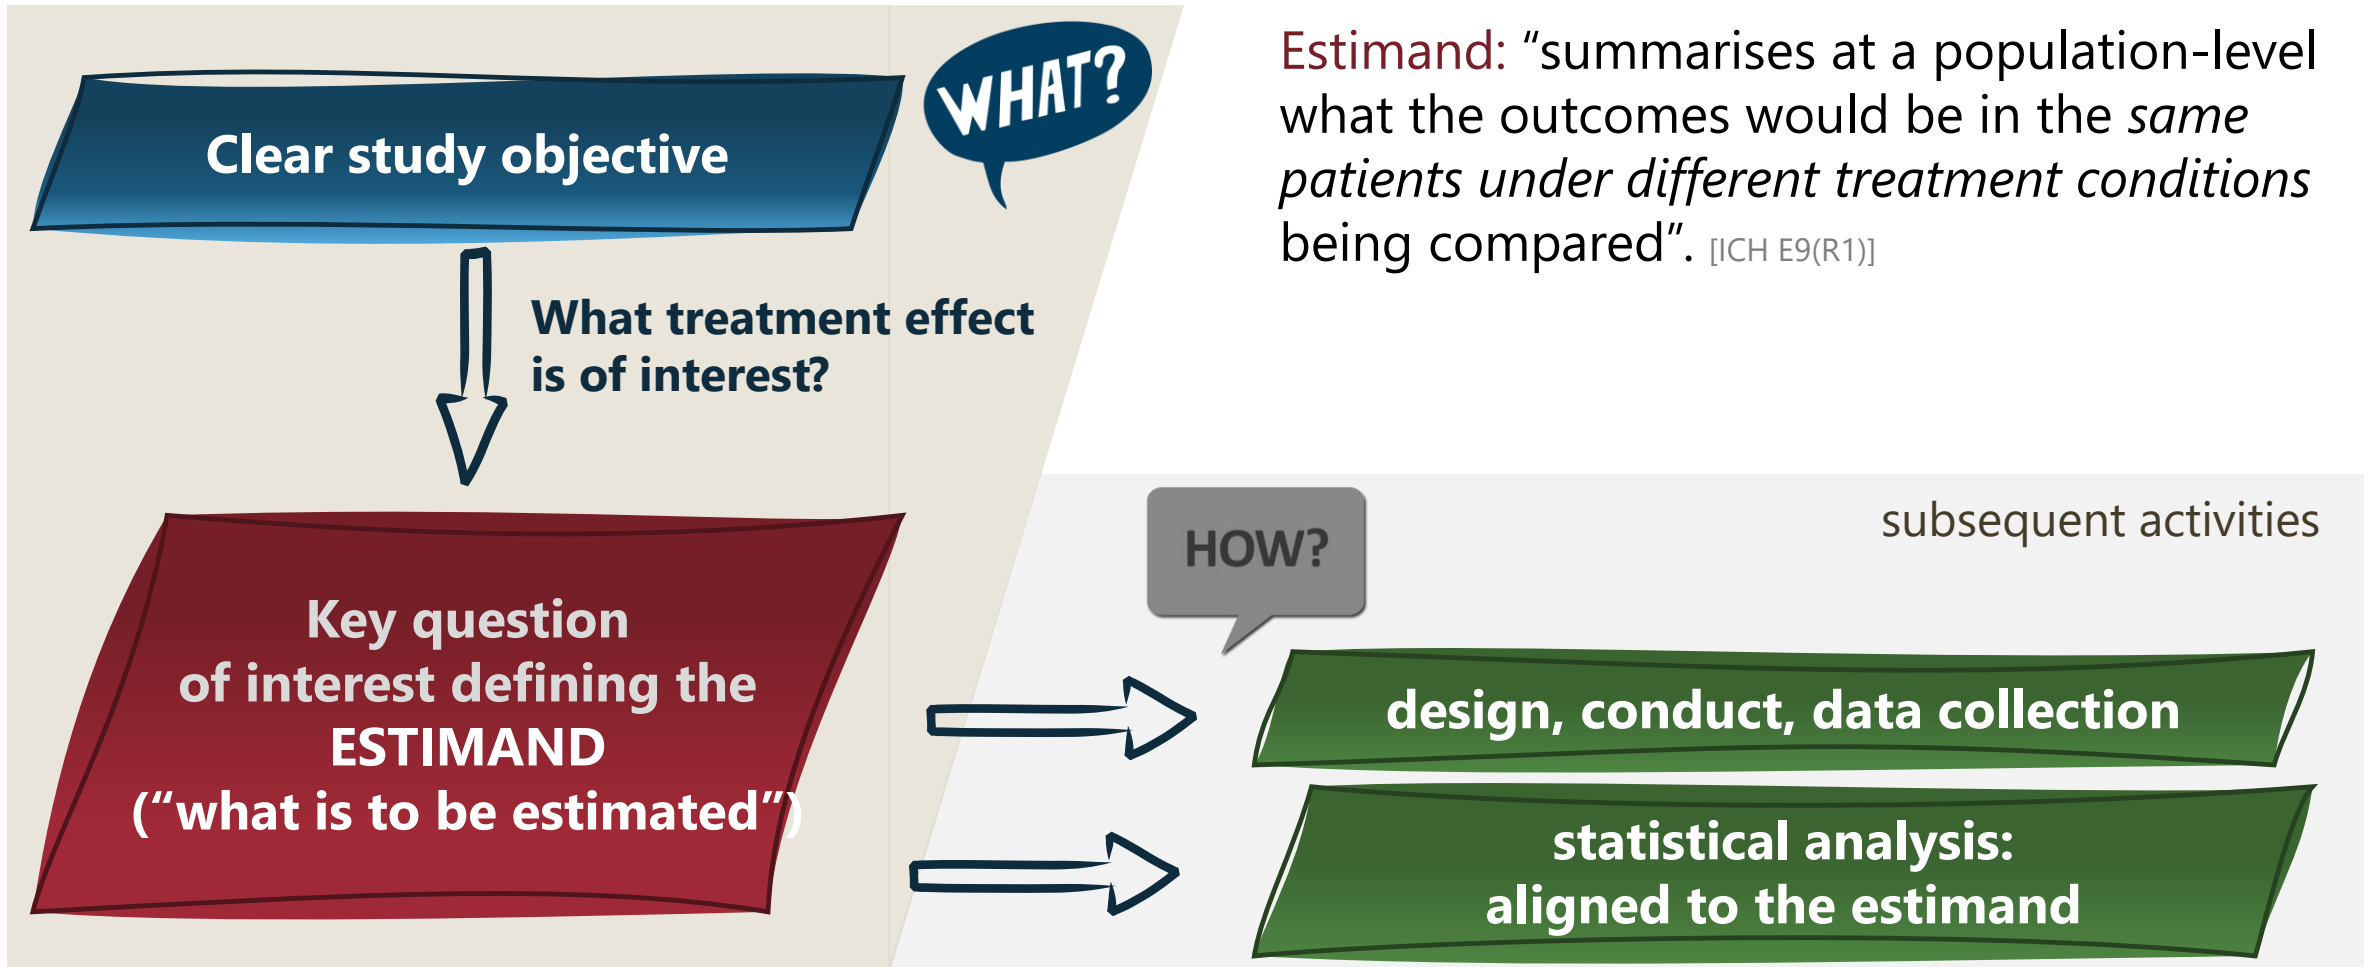 Clear study objective
WHAT?
What treatment effect
is of interest?
Key question
of interest defining the
ESTIMAND
(“what is to be estimated”)
Estimand: “summarises at a population-level
what the outcomes would be in the same
patients under different treatment conditions
being compared”. [ICH E9(R1)]
HOW?
subsequent activities
design, conduct, data collection
statistical analysis:
aligned to the estimand